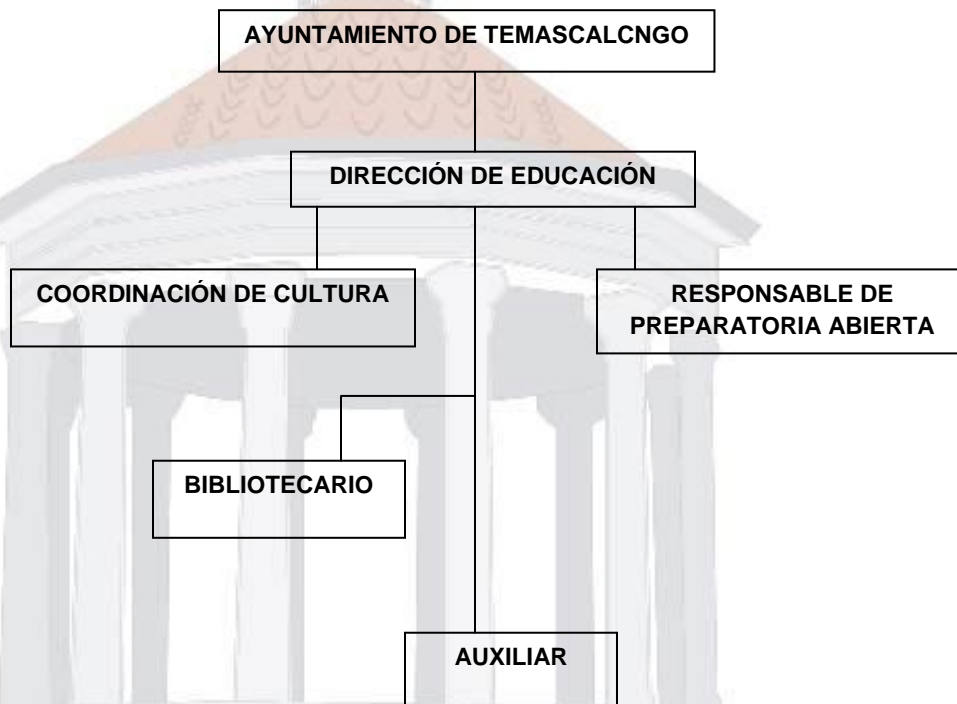 AYUNTAMIENTO DE TEMASCALCNGO
DIRECCIÓN DE EDUCACIÓN
COORDINACIÓN DE CULTURA
RESPONSABLE DE
PREPARATORIA ABIERTA
BIBLIOTECARIO
AUXILIAR